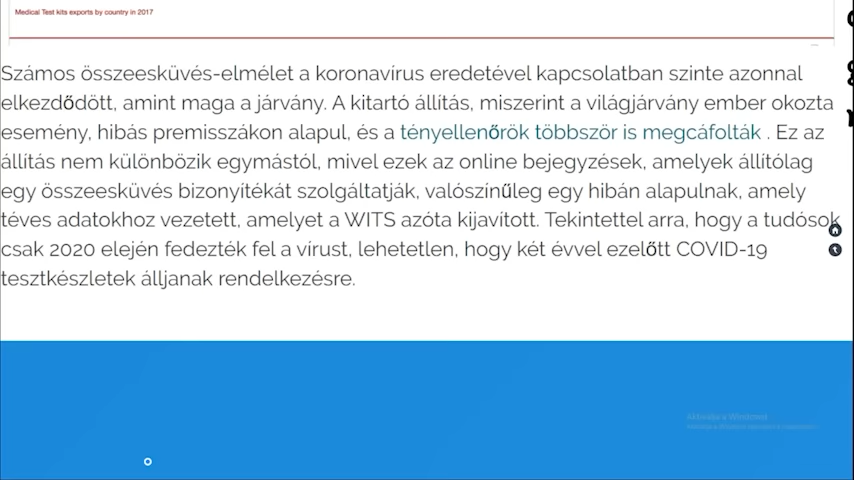 Medical Test kits exports by country in 2017
Számos összeesküvés-elmélet a koronavírus eredetével kapcsolatban szinte azonnal
elkezdődött, amint maga a járvány. A kitartó állítás, miszerint a világjárvány ember okozta
esemény, hibás premisszákon alapul, és a tényellenőrök többször is megcáfolták . Ez az
állítás nem különbözik egymástól, mivel ezek az online bejegyzések, amelyek állítólag
egy összeesküvés bizonyítékát szolgáltatják, valószínűleg egy hibán alapulnak, amely
téves adatokhoz vezetett, amelyet a WITS azóta kijavított. Tekintettel arra, hogy a tudósok
csak 2020 elején fedezték fel a vírust, lehetetlen, hogy két évvel ezelőtt COVID-19
tesztkészletek álljanak rendelkezésre.
Aktiválja a Windowst